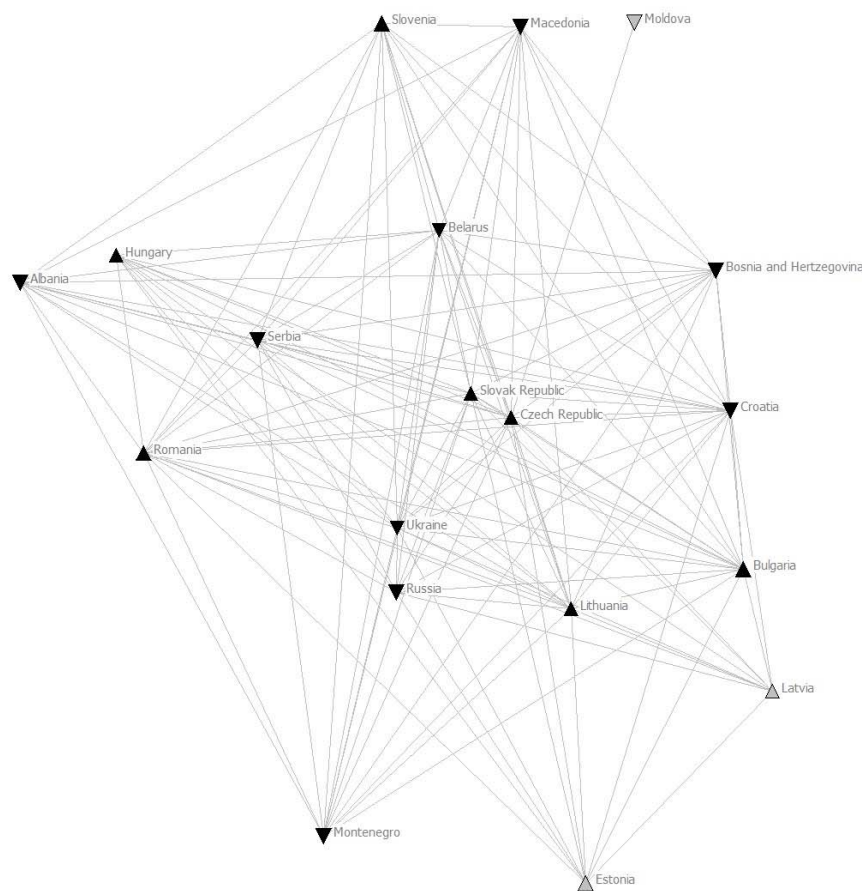 Slovenia
Macedonia
Moldova
Belarus
Hungary
Bosnia and Hertzegovina
Albania
Serbia
Slovak Republic
Czech Republic
Croatia
Romania
Ukraine
Bulgaria
Russia
Lithuania
Latvia
Montenegro
Estonia